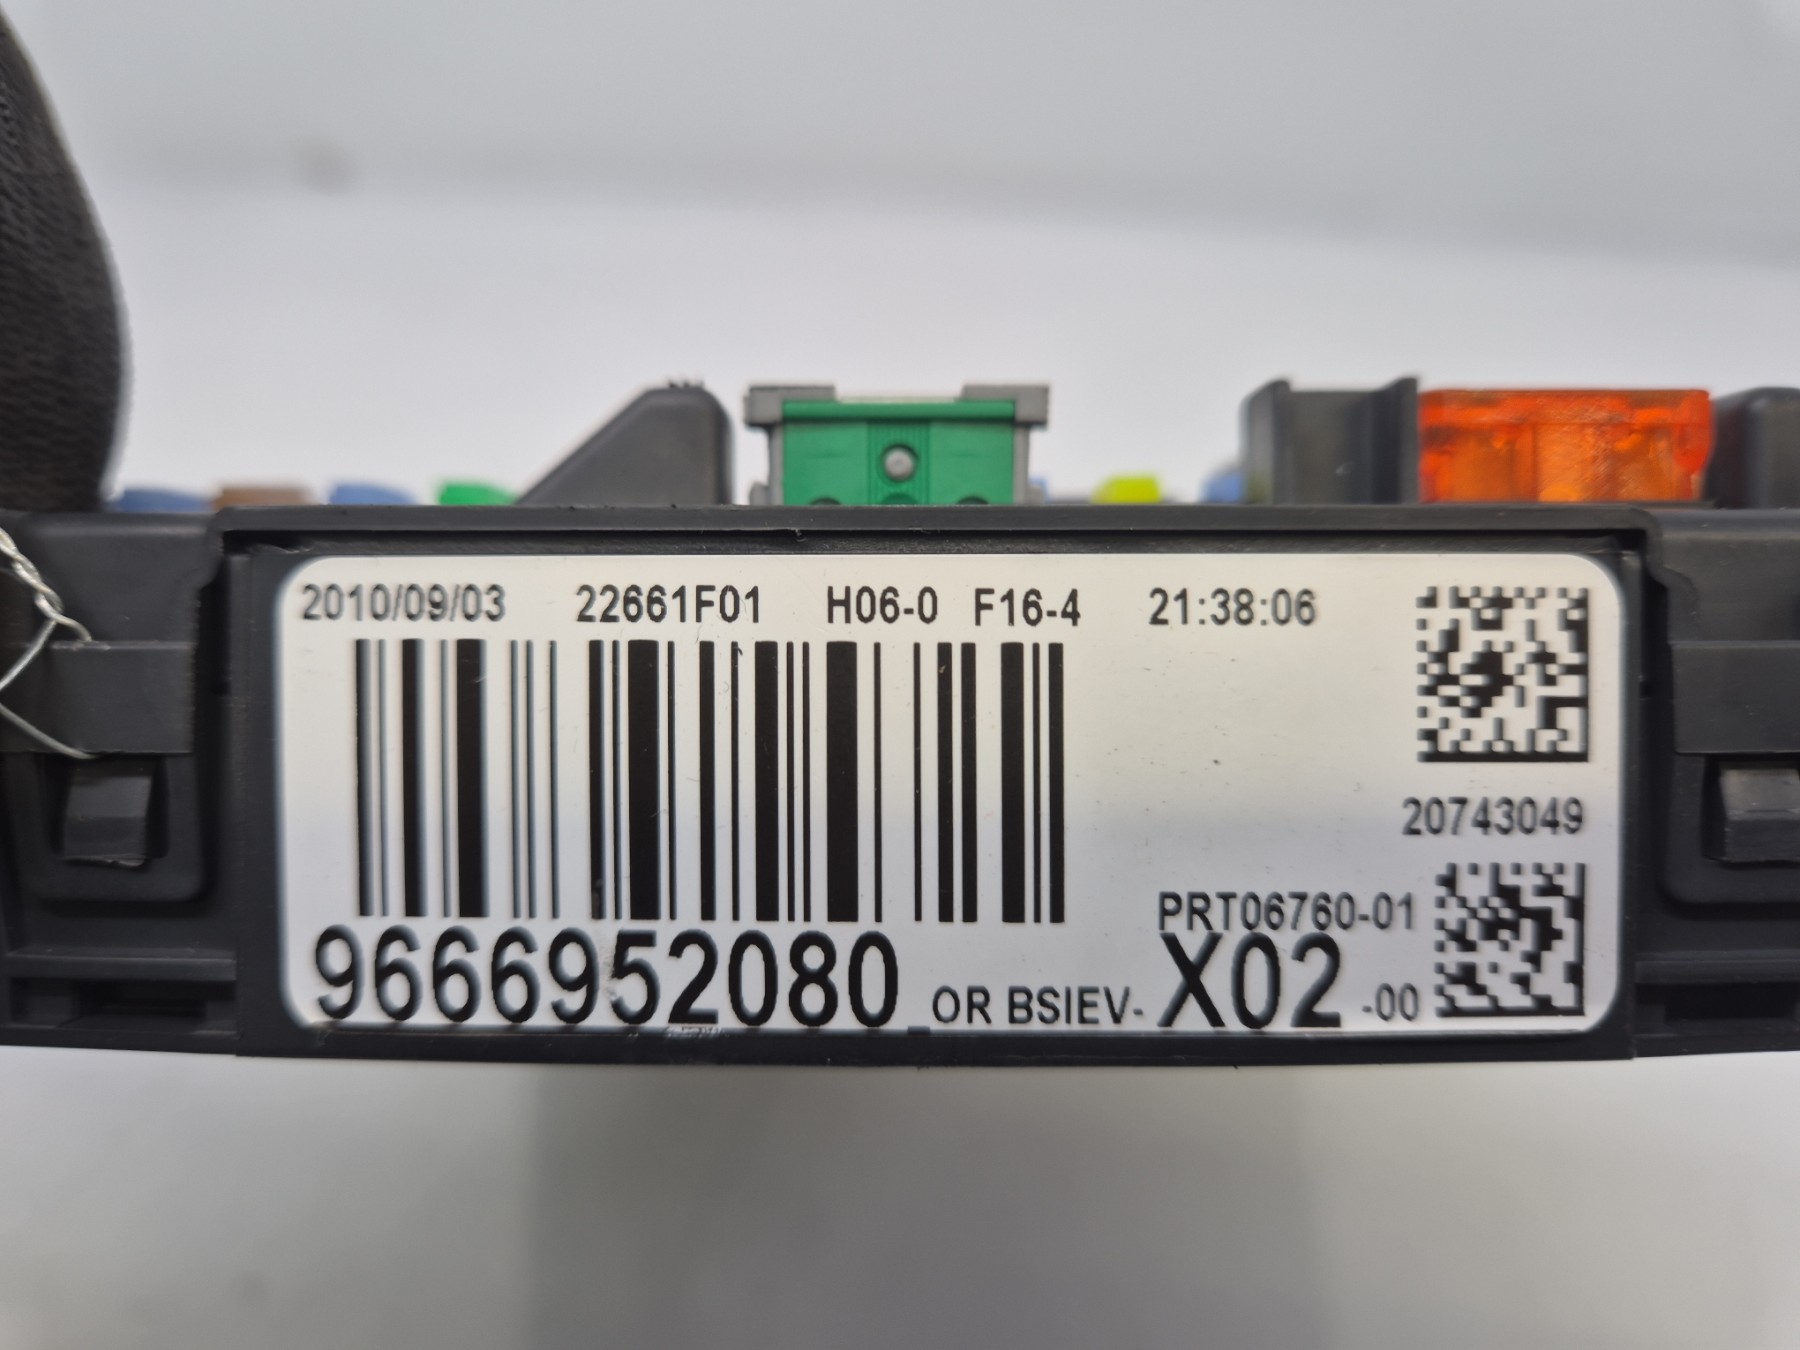 2010/09/03 22661F01 H06-0 F16-4 21:38:06
20743049
PRT06760-01
9666952080 OR BSIEV- X02 -00